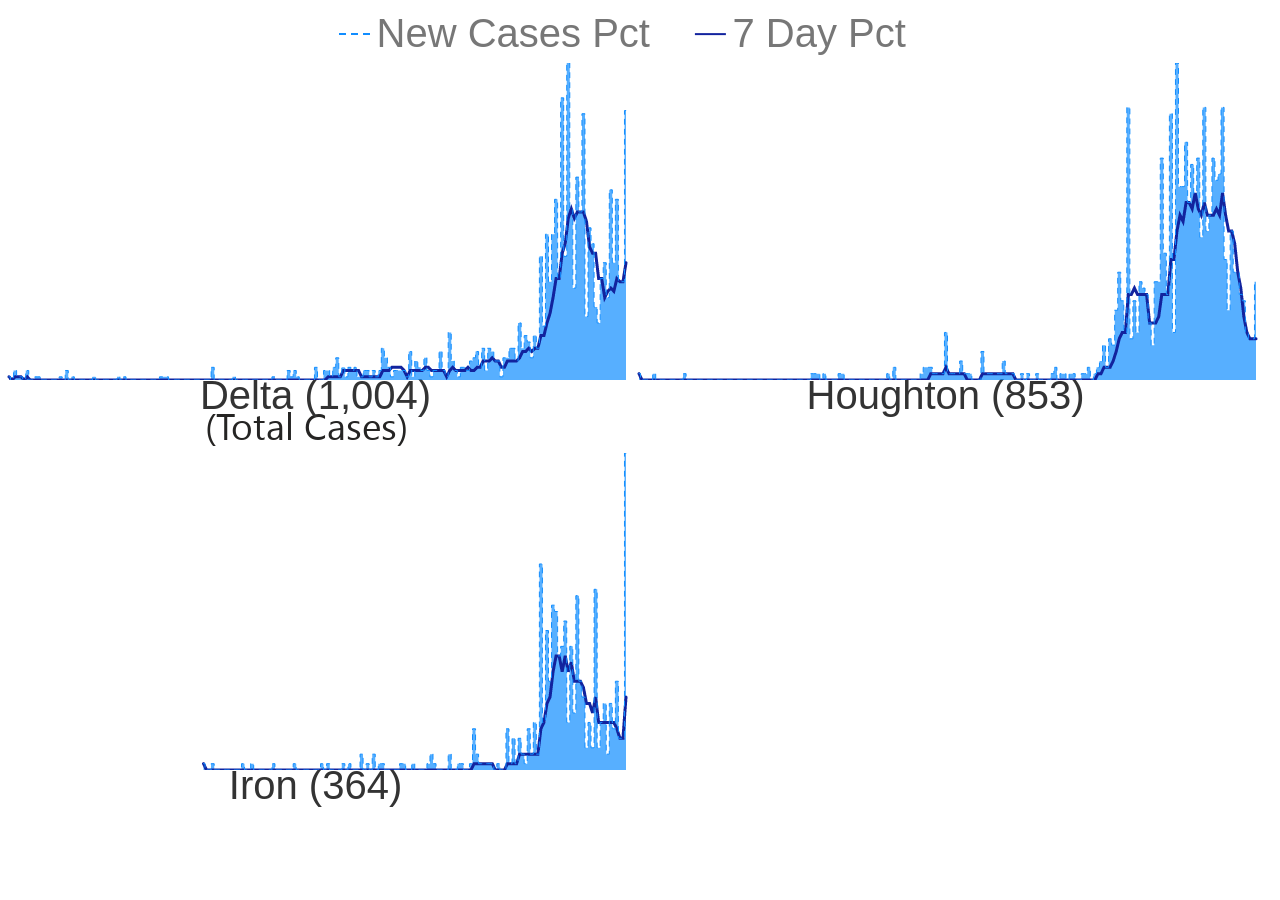 New Cases Pct 7 Day Pct
Delta (1,004) Houghton (853)
(Total Cases)
Iron (364)